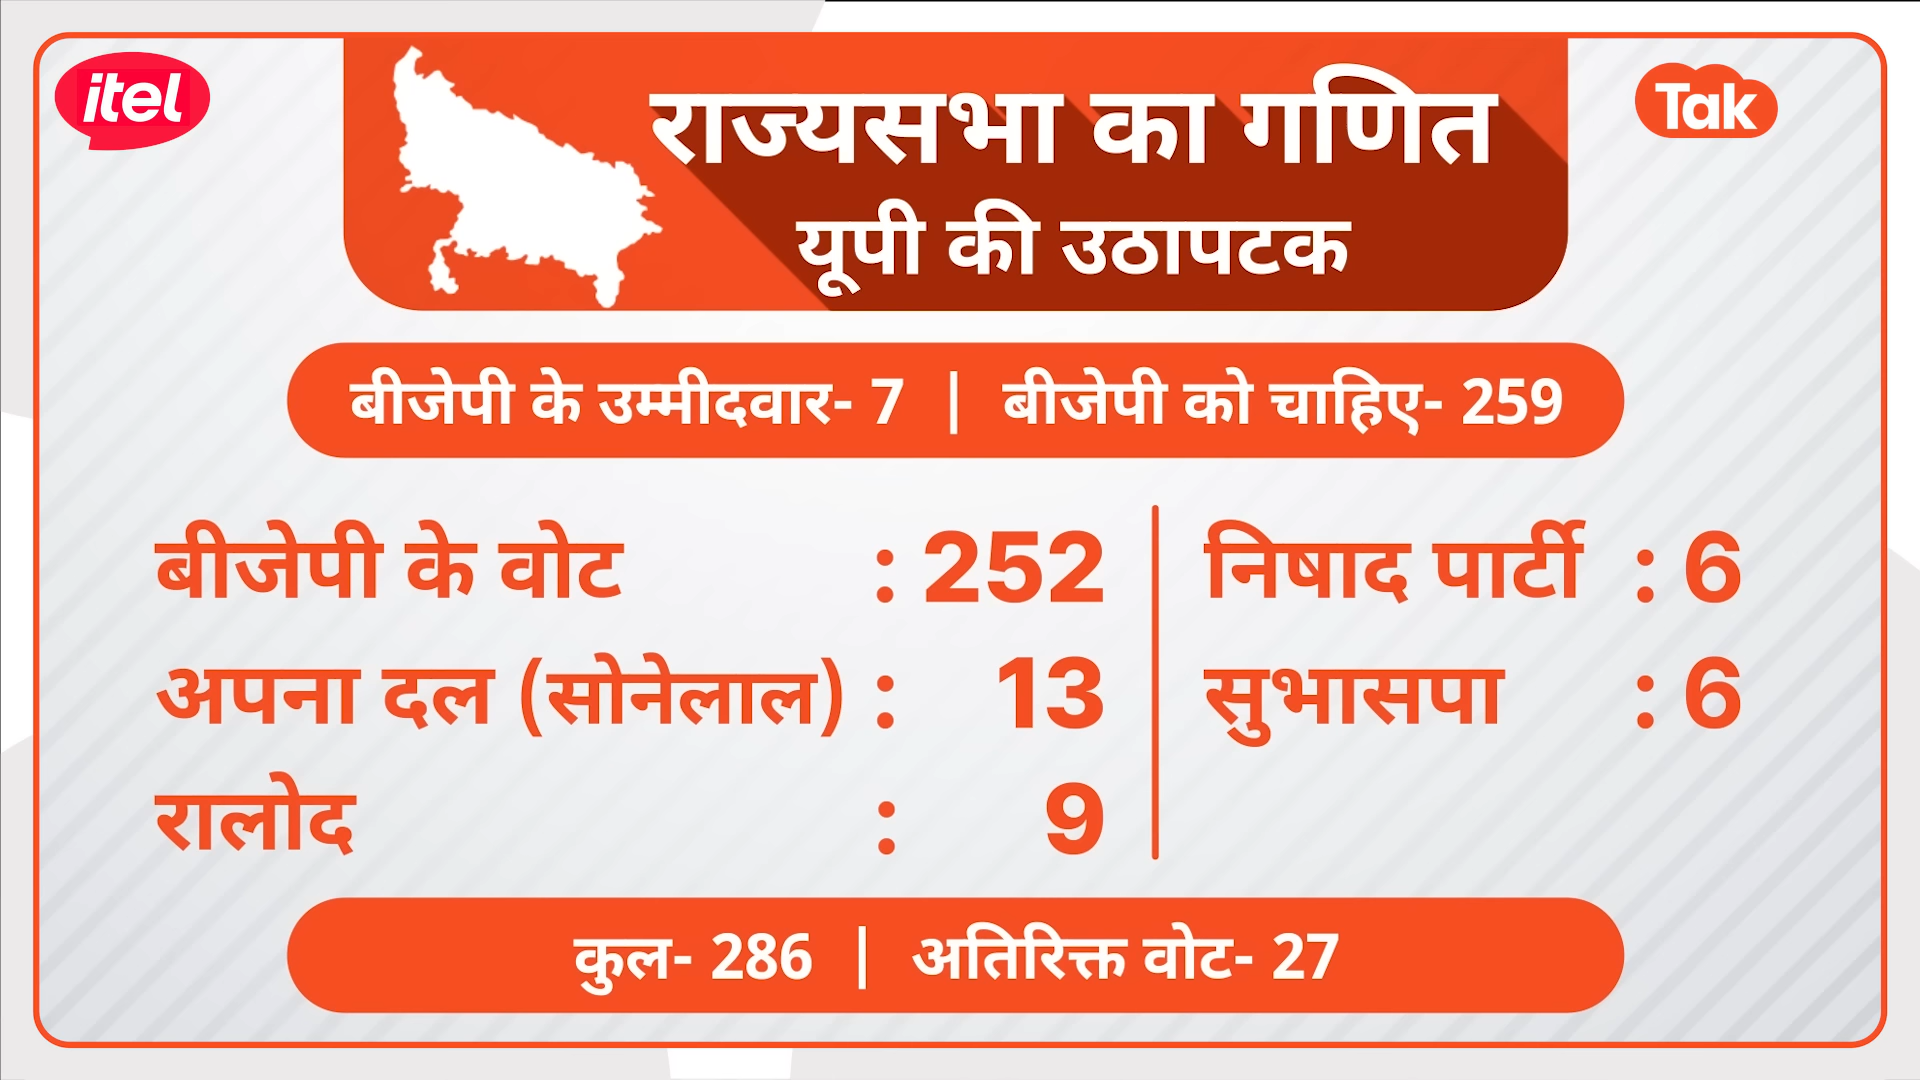 itel
राज्यसभा का गणित
Tak
यूपी की उठापटक
बीजेपी के उम्मीदवार- 7 | बीजेपी को चाहिए- 259
बीजेपी के वोट : 252
अपना दल (सोनेलाल) : 13
रालोद : 9
निषाद पार्टी : 6
सुभासपा : 6
कुल- 286 | अतिरिक्त वोट- 27